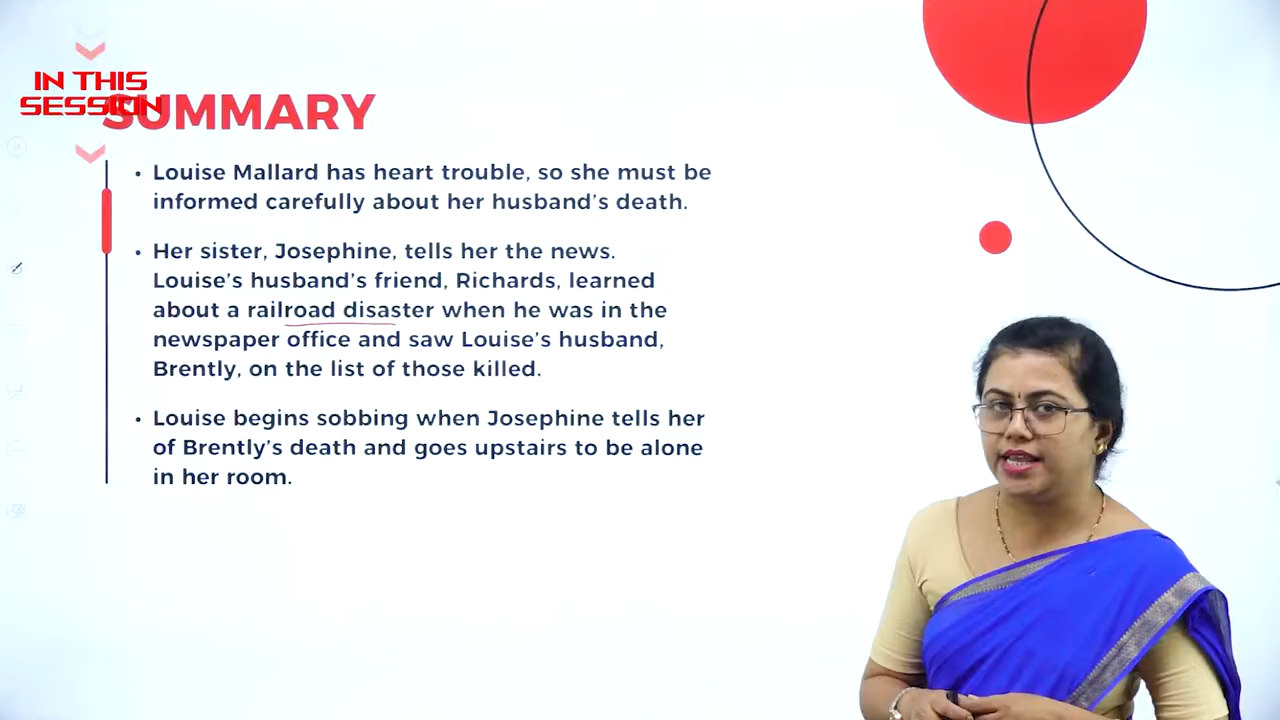 IN THIS
SESSION
SUMMARY
• Louise Mallard has heart trouble, so she must be
informed carefully about her husband's death.
• Her sister, Josephine, tells her the news.
Louise's husband's friend, Richards, learned
about a railroad disaster when he was in the
newspaper office and saw Louise's husband,
Brently, on the list of those killed.
• Louise begins sobbing when Josephine tells her
of Brently's death and goes upstairs to be alone
in her room.